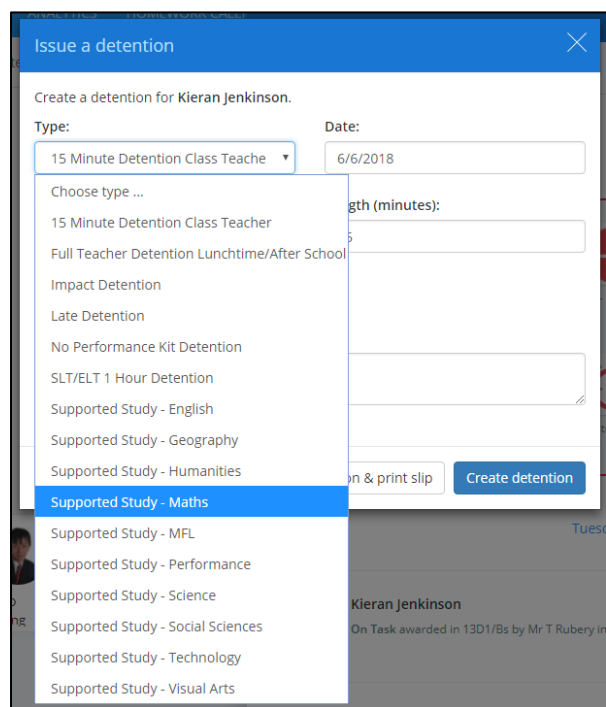 ANALYTICS HOMEWORK CALE
Issue a detention
Create a detention for Kieran Jenkinson.
Type: Date:
15 Minute Detention Class Teache 6/6/2018
Choose type ...
gth (minutes):
15 Minute Detention Class Teacher
Full Teacher Detention Lunchtime/After School
Impact Detention
Late Detention
No Performance Kit Detention
SLT/ELT 1 Hour Detention
Supported Study - English
Supported Study - Geography
Supported Study - Humanities
on & print slip Create detention
Supported Study - Maths
Tuesd
Supported Study - MFL
Supported Study - Performance
Supported Study - Science
Kieran Jenkinson
Supported Study - Social Sciences
On Task awarded in 13D1/Bs by Mr T Rubery in
Supported Study - Technology
Supported Study - Visual Arts